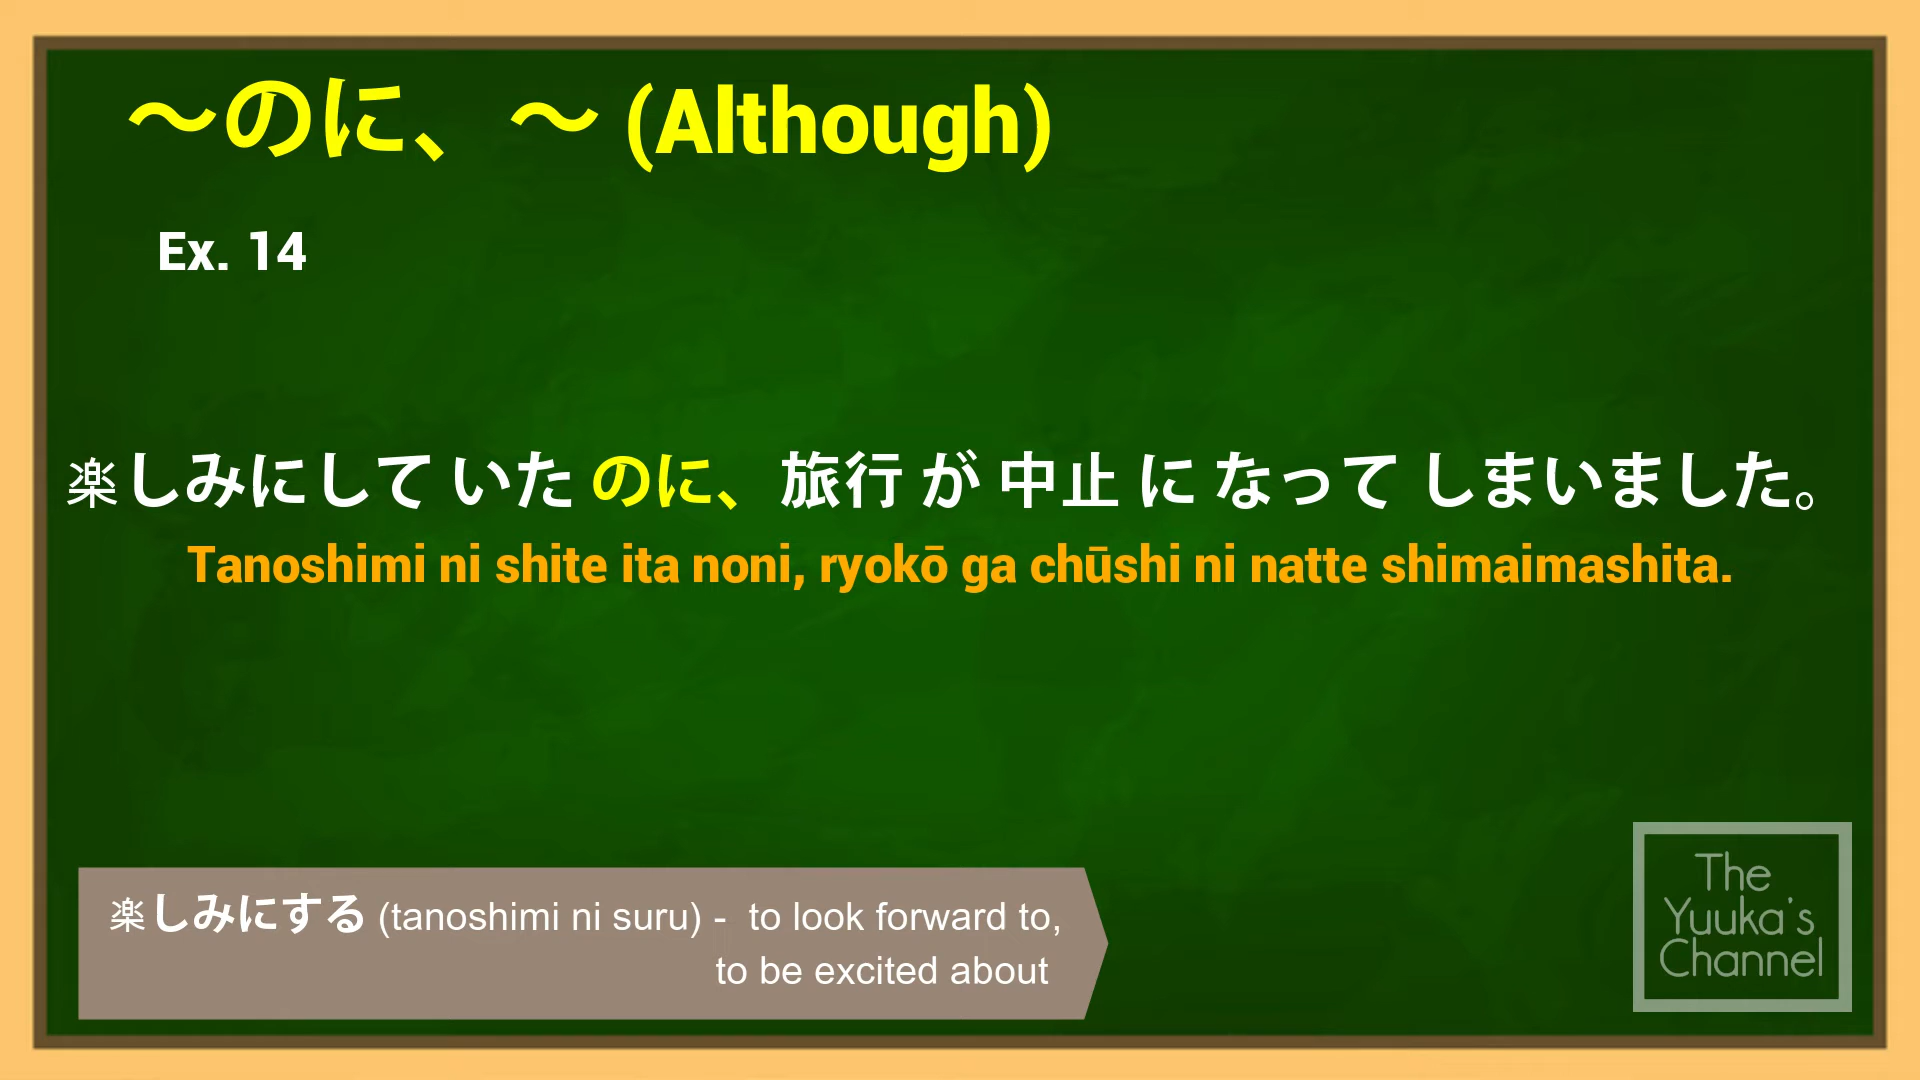 ～のに、～ (Although)
Ex. 14
楽しみにして いた のに、旅行 が 中止 に なって しまいました。
Tanoshimi ni shite ita noni, ryokō ga chūshi ni natte shimaimashita.
楽しみにする (tanoshimi ni suru) - to look forward to,
to be excited about
The
Yuuka's
Channel